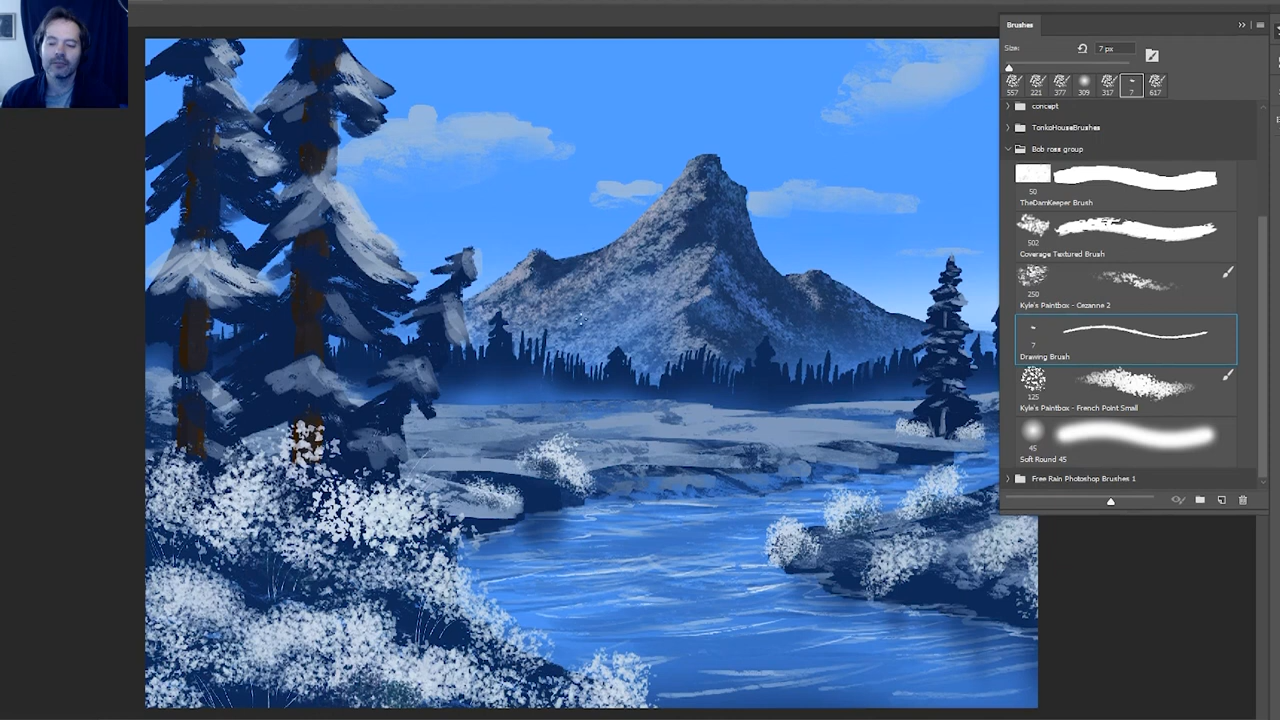 Brushes
Size: 7 px
557 221 377 309 317 7 617
concept
TonkoHouseBrushes
Bob ross group
50
TheDamKeeper Brush
502
Coverage Textured Brush
250
Kyle's Paintbox - Cezanne 2
7
Drawing Brush
125
Kyle's Paintbox - French Point Small
45
Soft Round 45
Free Rain Photoshop Brushes 1